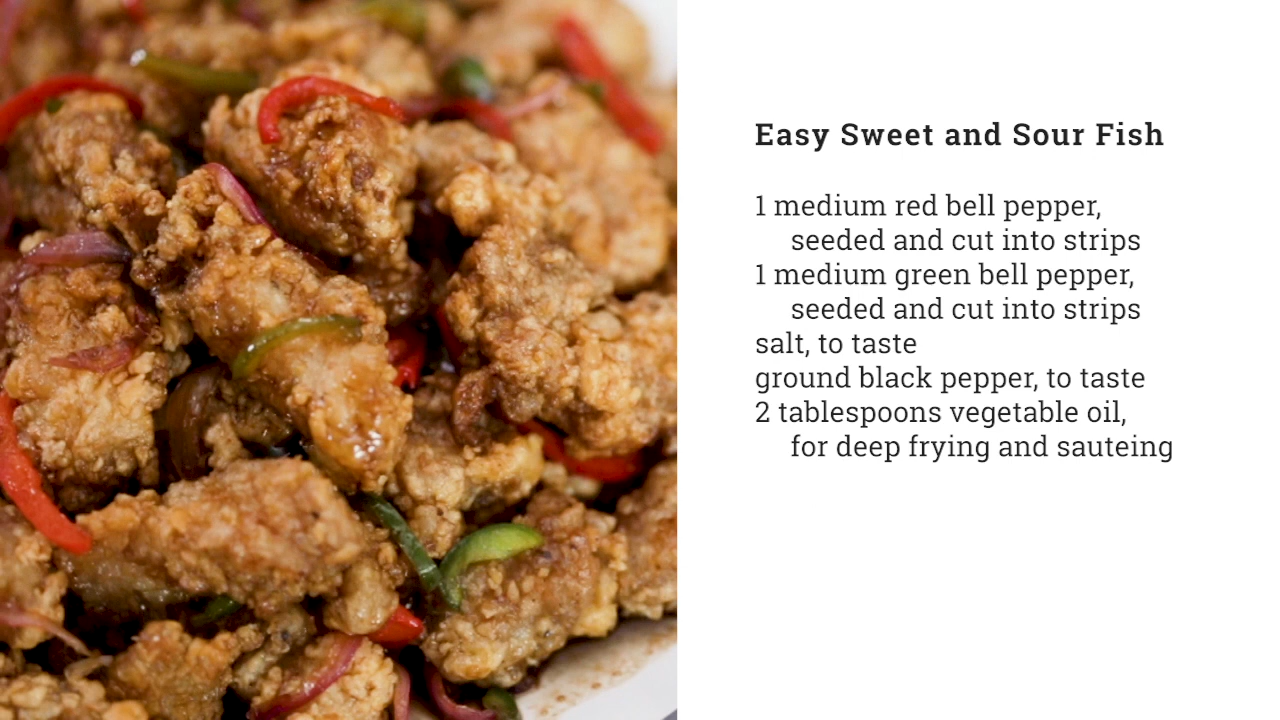 Easy Sweet and Sour Fish
1 medium red bell pepper,
seeded and cut into strips
1 medium green bell pepper,
seeded and cut into strips
salt, to taste
ground black pepper, to taste
2 tablespoons vegetable oil,
for deep frying and sauteing